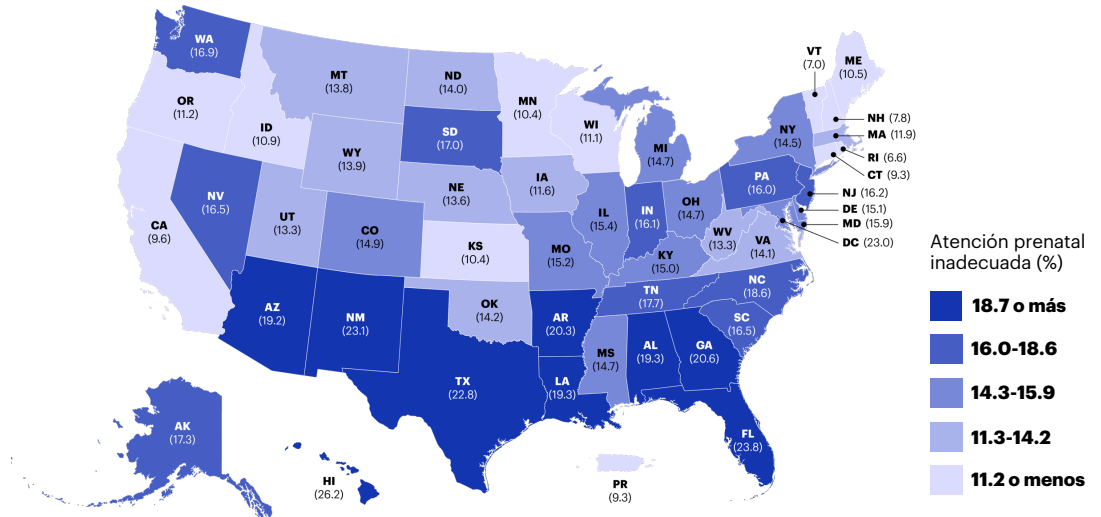 WA
(16.9)
OR
(11.2)
CA
(9.6)
ID
(10.9)
NV
(16.5)
MT
(13.8)
WY
(13.9)
UT
(13.3)
CO
(14.9)
AZ
(19.2)
NM
(23.1)
ND
(14.0)
SD
(17.0)
NE
(13.6)
KS
(10.4)
OK
(14.2)
TX
(22.8)
MN
(10.4)
IA
(11.6)
MO
(15.2)
AR
(20.3)
LA
(19.3)
WI
(11.1)
IL
(15.4)
MI
(14.7)
IN
(16.1)
OH
(14.7)
KY
(15.0)
TN
(17.7)
MS
(14.7)
AL
(19.3)
GA
(20.6)
FL
(23.8)
SC
(16.5)
NC
(18.6)
VA
(14.1)
WV
(13.3)
PA
(16.0)
NY
(14.5)
VT
(7.0)
ME
(10.5)
NH (7.8)
MA (11.9)
RI (6.6)
CT (9.3)
NJ (16.2)
DE (15.1)
MD (15.9)
DC (23.0)
AK
(17.3)
HI
(26.2)
PR
(9.3)
Atención prenatal
inadecuada (%)
18.7 o más
16.0-18.6
14.3-15.9
11.3-14.2
11.2 o menos